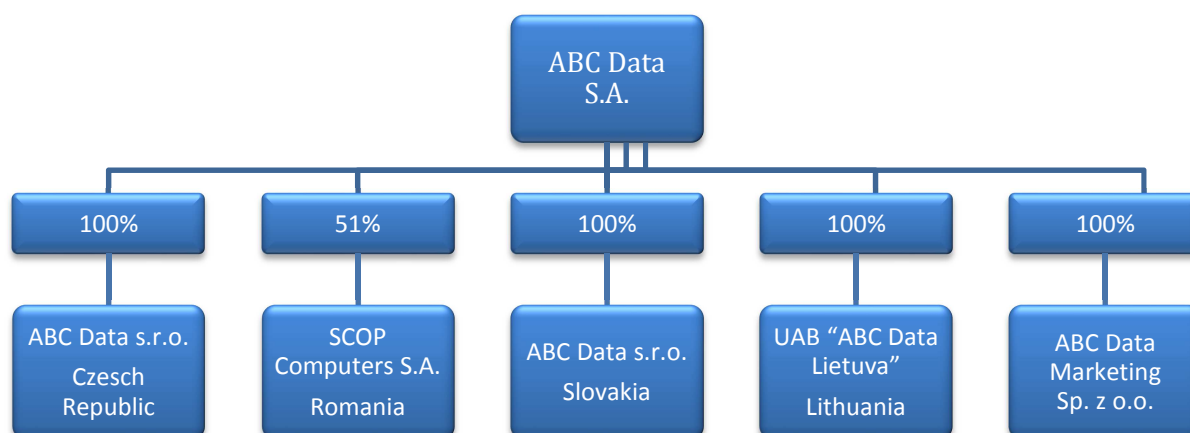 ABC Data
S.A.
100%
51%
100%
100%
100%
ABC Data s.r.o.
Czech
Republic
SCOP
Computers S.A.
Romania
ABC Data s.r.o.
Slovakia
UAB “ABC Data
Lietuva”
Lithuania
ABC Data
Marketing
Sp. z o.o.